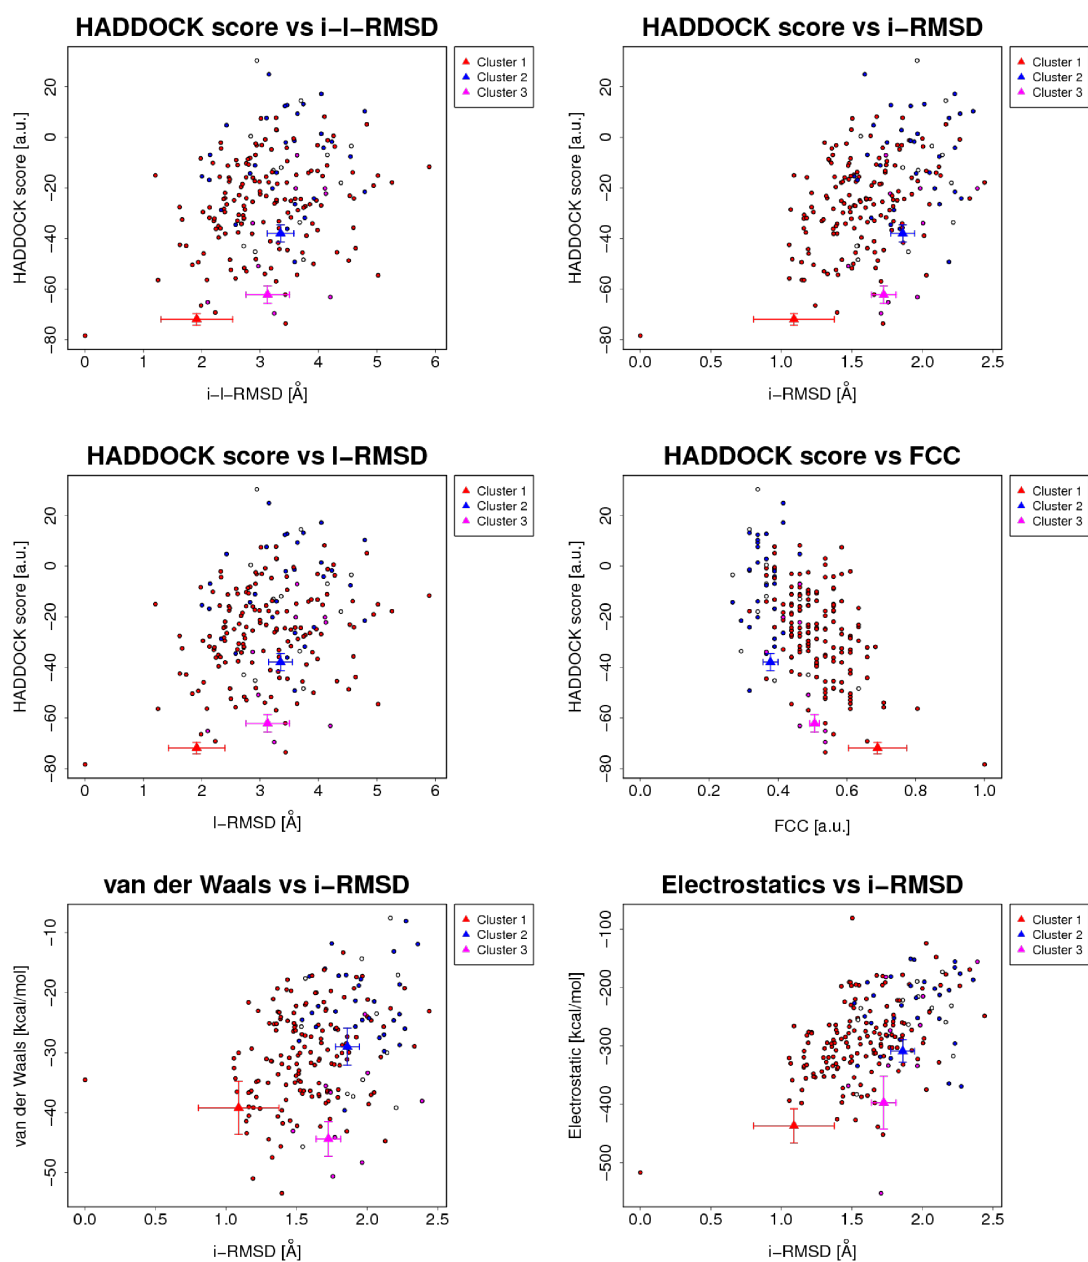 HADDOCK score vs i−l−RMSD
HADDOCK score [a.u.]
20
0
−20
−40
−60
−80
0 1 2 3 4 5 6
i−l−RMSD [Å]
Cluster 1
Cluster 2
Cluster 3
HADDOCK score vs i−RMSD
HADDOCK score [a.u.]
20
0
−20
−40
−60
−80
0.0 0.5 1.0 1.5 2.0 2.5
i−RMSD [Å]
Cluster 1
Cluster 2
Cluster 3
HADDOCK score vs l−RMSD
HADDOCK score [a.u.]
20
0
−20
−40
−60
−80
0 1 2 3 4 5 6
l−RMSD [Å]
Cluster 1
Cluster 2
Cluster 3
HADDOCK score vs FCC
HADDOCK score [a.u.]
20
0
−20
−40
−60
−80
0.0 0.2 0.4 0.6 0.8 1.0
FCC [a.u.]
Cluster 1
Cluster 2
Cluster 3
van der Waals vs i−RMSD
van der Waals [kcal/mol]
−10
−20
−30
−40
−50
0.0 0.5 1.0 1.5 2.0 2.5
i−RMSD [Å]
Cluster 1
Cluster 2
Cluster 3
Electrostatics vs i−RMSD
Electrostatic [kcal/mol]
−100
−200
−300
−400
−500
0.0 0.5 1.0 1.5 2.0 2.5
i−RMSD [Å]
Cluster 1
Cluster 2
Cluster 3